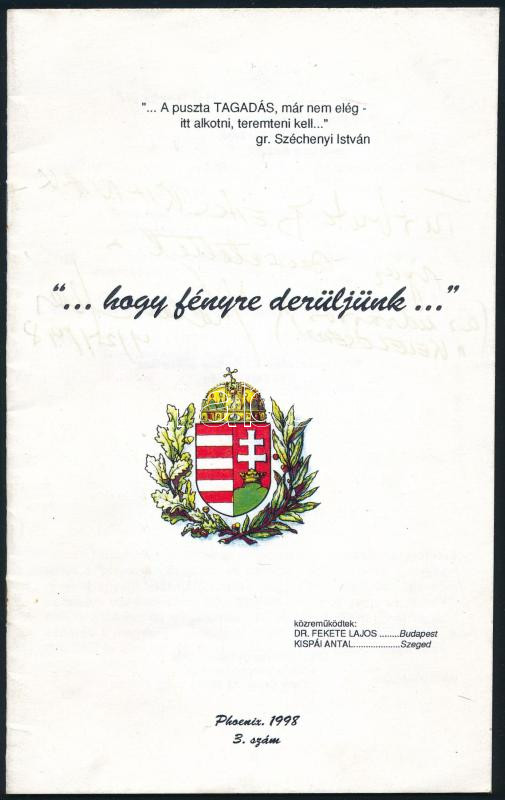 "... A puszta TAGADÁS, már nem elég -
itt alkotni, teremteni kell..."
gr. Széchenyi István
"... hogy fényre derüljünk ..."
közreműködtek:
DR. FEKETE LAJOS ........Budapest
KISPÁI ANTAL...................Szeged
Phoenix. 1998
3. szám